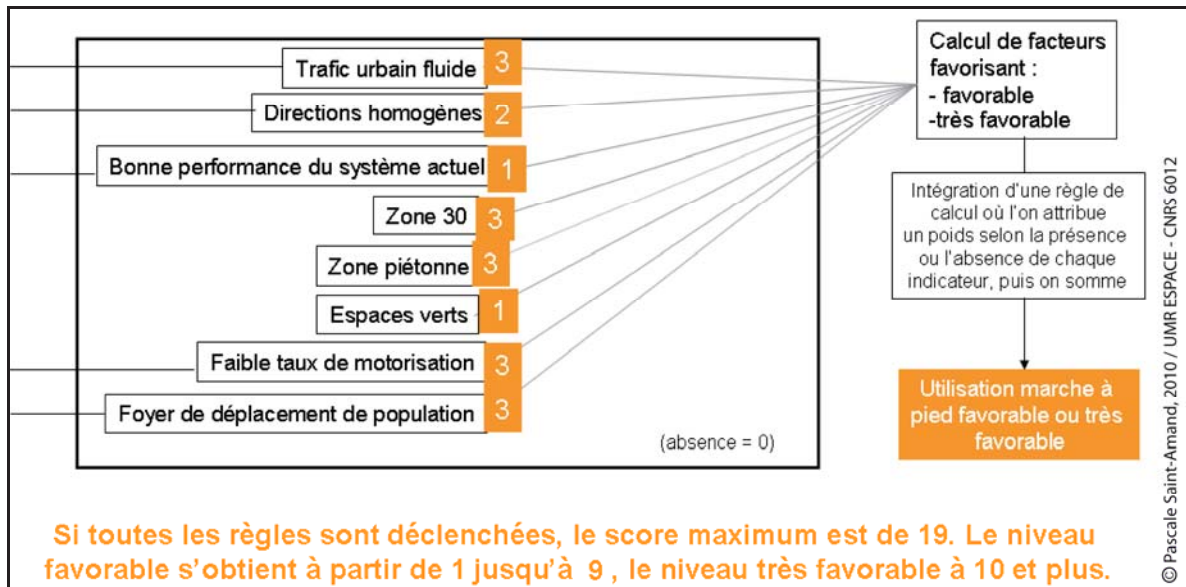 Trafic urbain fluide 3
Directions homogènes 2
Bonne performance du système actuel 1
Zone 30 3
Zone piétonne 3
Espaces verts 1
Faible taux de motorisation 3
Foyer de déplacement de population 3
(absence = 0)
Calcul de facteurs
favorisant :
- favorable
-très favorable
Intégration d'une règle de
calcul où l'on attribue
un poids selon la présence
ou l'absence de chaque
indicateur, puis on somme
Utilisation marche à
pied favorable ou très
favorable
Si toutes les règles sont déclenchées, le score maximum est de 19. Le niveau
favorable s'obtient à partir de 1 jusqu'à 9 , le niveau très favorable à 10 et plus.
© Pascale Saint-Amand, 2010 / UMR ESPACE - CNRS 6012